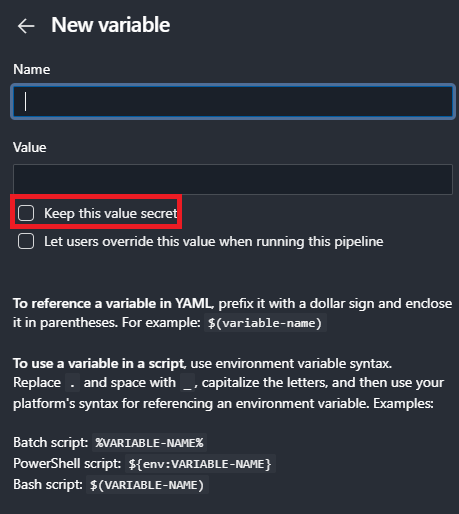 New variable
Name
Value
Keep this value secret
Let users override this value when running this pipeline
To reference a variable in YAML, prefix it with a dollar sign and enclose
it in parentheses. For example: $(variable-name)
To use a variable in a script, use environment variable syntax.
Replace . and space with _, capitalize the letters, and then use your
platform's syntax for referencing an environment variable. Examples:
Batch script: %VARIABLE-NAME%
PowerShell script: ${env:VARIABLE-NAME}
Bash script: $(VARIABLE-NAME)